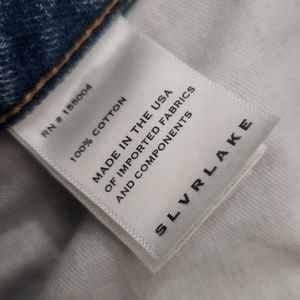 RN # 155004
100% COTTON
MADE IN THE USA
OF IMPORTED FABRICS
AND COMPONENTS
SLVRLAKE